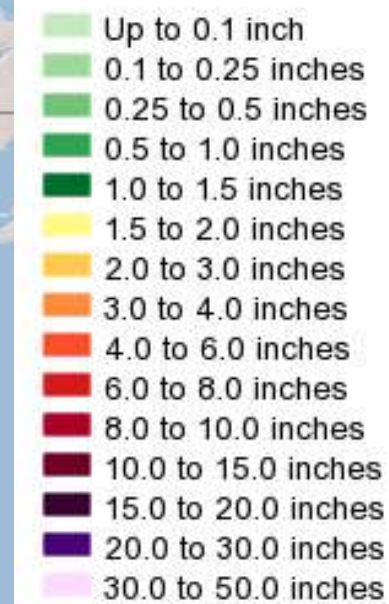 Up to 0.1 inch
0.1 to 0.25 inches
0.25 to 0.5 inches
0.5 to 1.0 inches
1.0 to 1.5 inches
1.5 to 2.0 inches
2.0 to 3.0 inches
3.0 to 4.0 inches
4.0 to 6.0 inches
6.0 to 8.0 inches
8.0 to 10.0 inches
10.0 to 15.0 inches
15.0 to 20.0 inches
20.0 to 30.0 inches
30.0 to 50.0 inches